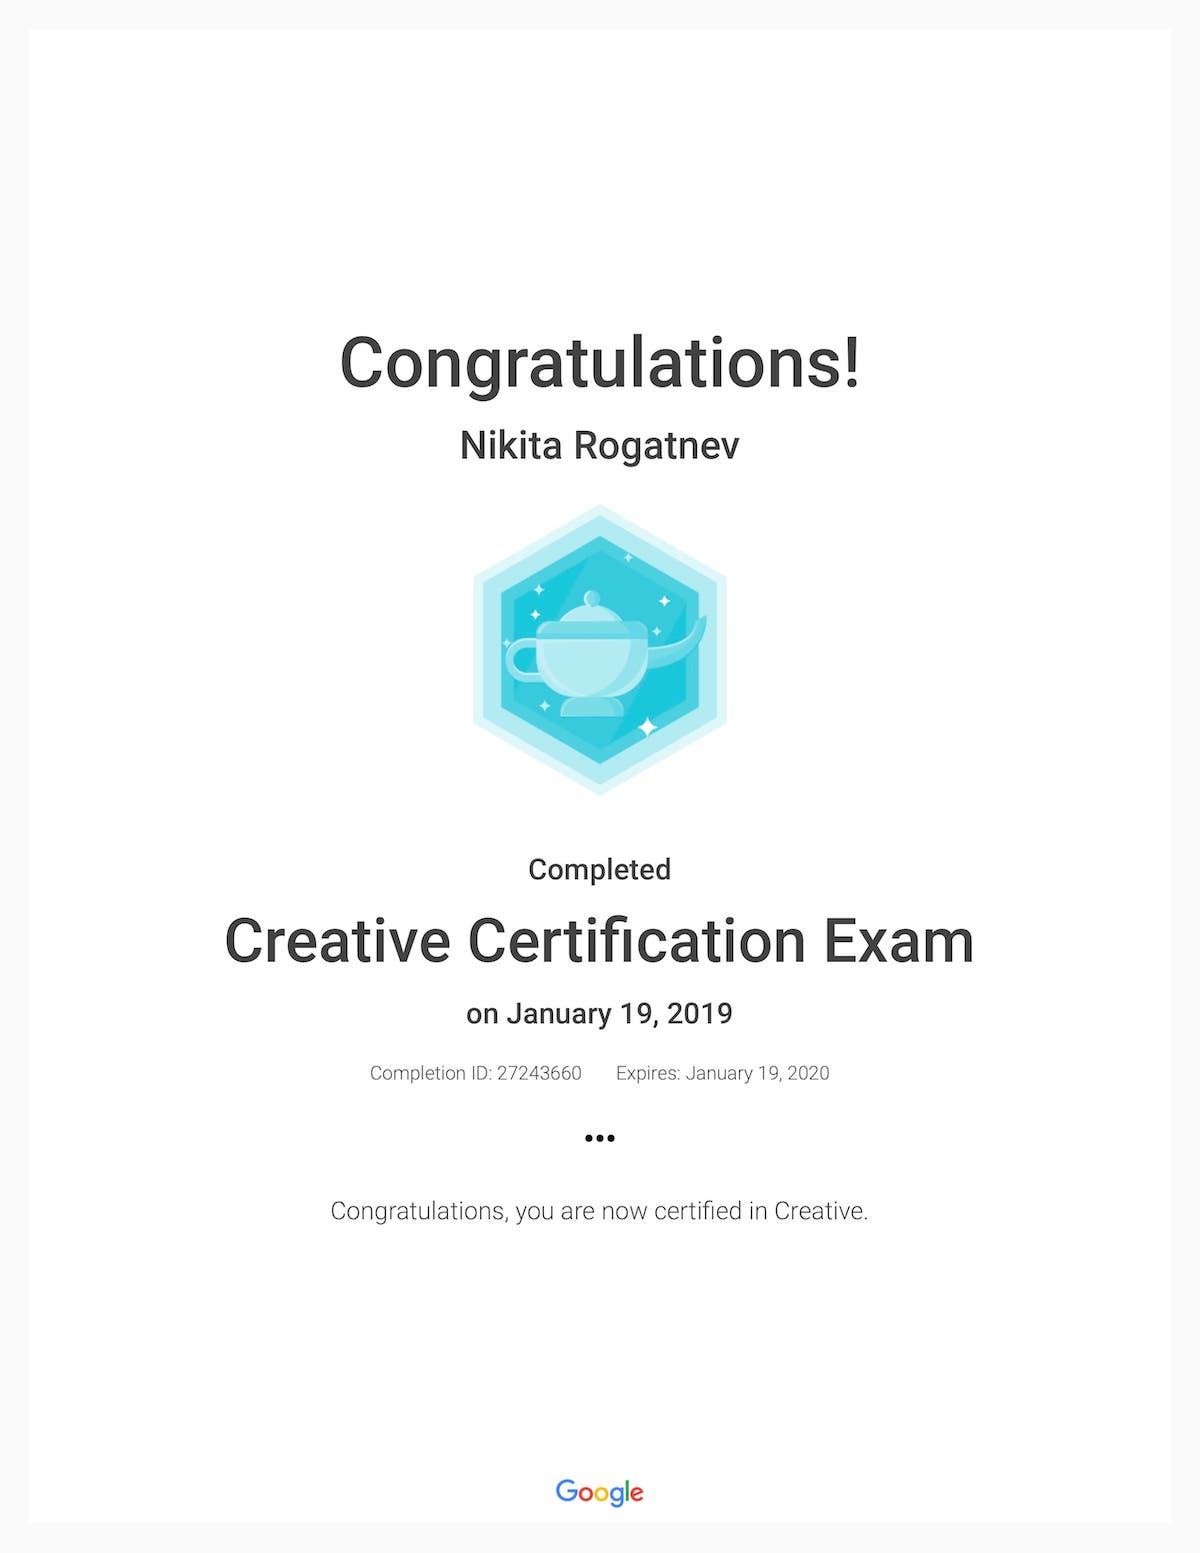 Congratulations!
Nikita Rogatnev
Completed
Creative Certification Exam
on January 19, 2019
Completion ID: 27243660 Expires: January 19, 2020
•••
Congratulations, you are now certified in Creative.
Google